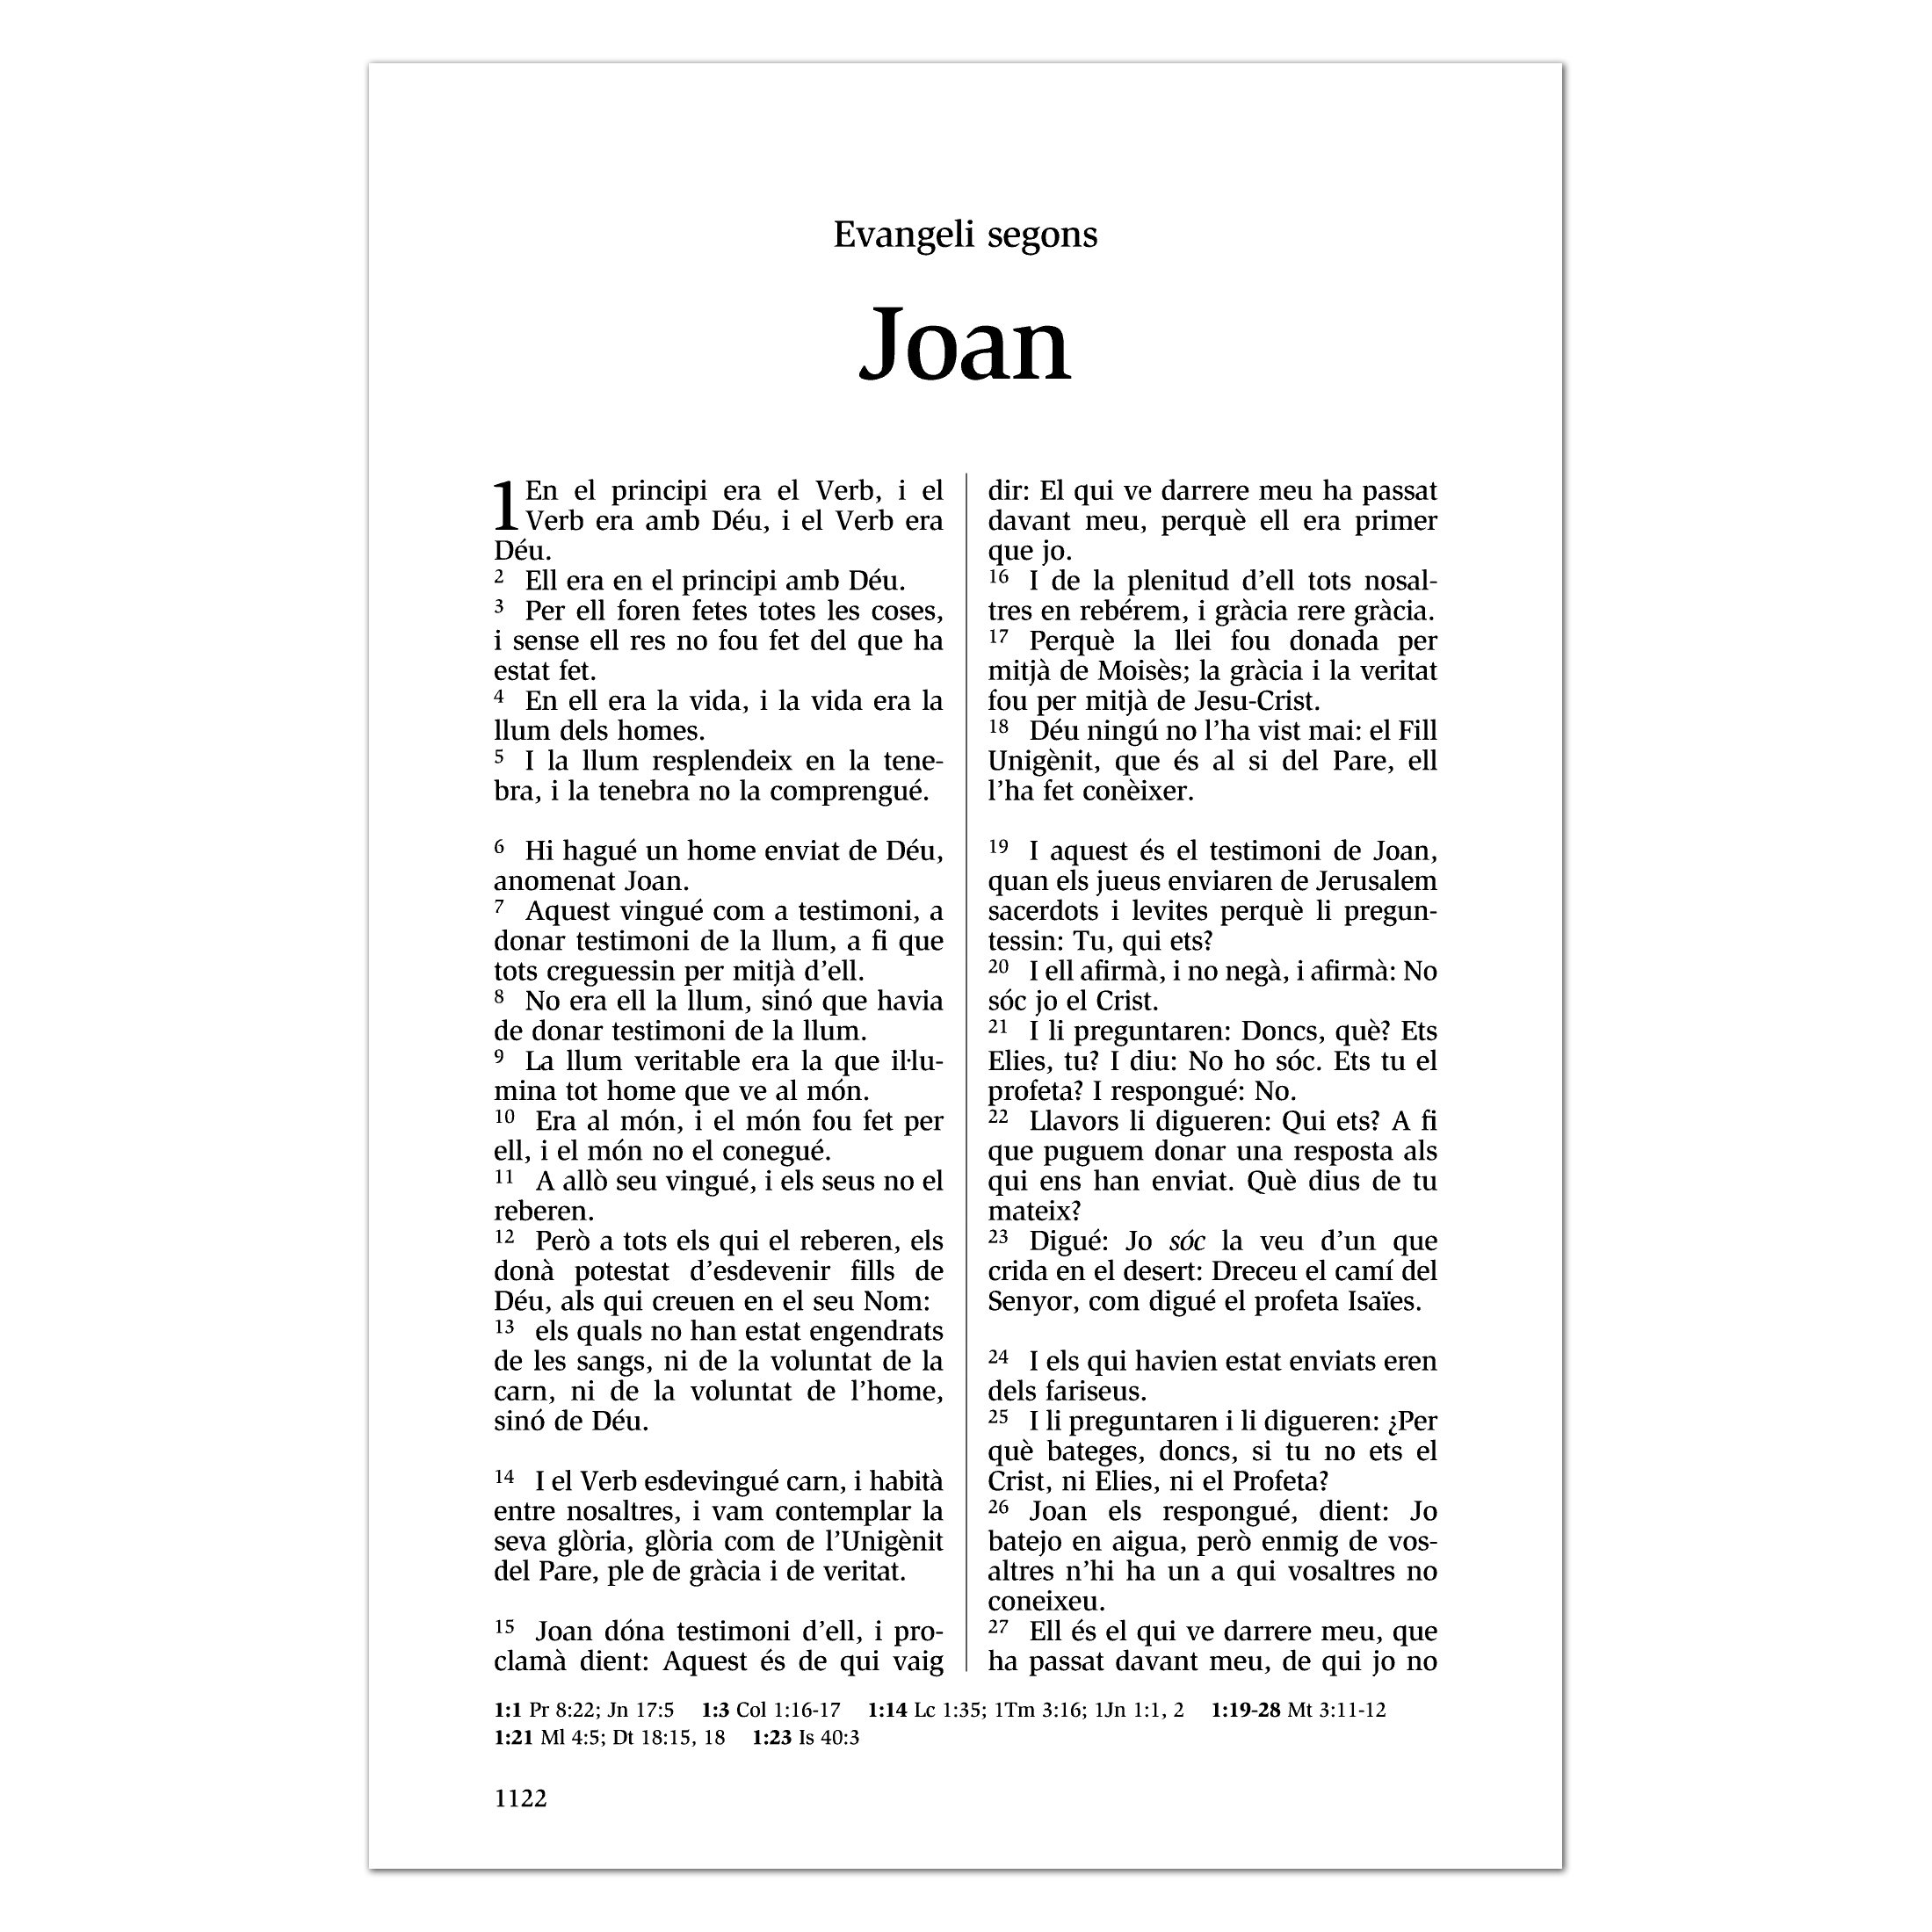 Evangeli segons
Joan
1 En el principi era el Verb, i el
Verb era amb Déu, i el Verb era
Déu.
2 Ell era en el principi amb Déu.
3 Per ell foren fetes totes les coses,
i sense ell res no fou fet del que ha
estat fet.
4 En ell era la vida, i la vida era la
llum dels homes.
5 I la llum resplendeix en la tene-
bra, i la tenebra no la comprengué.
6 Hi hagué un home enviat de Déu,
anomenat Joan.
7 Aquest vingué com a testimoni, a
donar testimoni de la llum, a fi que
tots creguessin per mitjà d’ell.
8 No era ell la llum, sinó que havia
de donar testimoni de la llum.
9 La llum veritable era la que il·lu-
mina tot home que ve al món.
10 Era al món, i el món fou fet per
ell, i el món no el conegué.
11 A allò seu vingué, i els seus no el
reberen.
12 Però a tots els qui el reberen, els
donà potestat d’esdevenir fills de
Déu, als qui creuen en el seu Nom:
13 els quals no han estat engendrats
de les sangs, ni de la voluntat de la
carn, ni de la voluntat de l’home,
sinó de Déu.
14 I el Verb esdevingué carn, i habità
entre nosaltres, i vam contemplar la
seva glòria, glòria com de l’Unigènit
del Pare, ple de gràcia i de veritat.
15 Joan dóna testimoni d’ell, i pro-
clamà dient: Aquest és de qui vaig
dir: El qui ve darrere meu ha passat
davant meu, perquè ell era primer
que jo.
16 I de la plenitud d’ell tots nosal-
tres en rebérem, i gràcia rere gràcia.
17 Perquè la llei fou donada per
mitjà de Moisès; la gràcia i la veritat
fou per mitjà de Jesu-Crist.
18 Déu ningú no l’ha vist mai: el Fill
Unigènit, que és al si del Pare, ell
l’ha fet conèixer.
19 I aquest és el testimoni de Joan,
quan els jueus enviaren de Jerusalem
sacerdots i levites perquè li pregun-
tessin: Tu, qui ets?
20 I ell afirmà, i no negà, i afirmà: No
sóc jo el Crist.
21 I li preguntaren: Doncs, què? Ets
Elies, tu? I diu: No ho sóc. Ets tu el
profeta? I respongué: No.
22 Llavors li digueren: Qui ets? A fi
que puguem donar una resposta als
qui ens han enviat. Què dius de tu
mateix?
23 Digué: Jo sóc la veu d’un que
crida en el desert: Dreceu el camí del
Senyor, com digué el profeta Isaïes.
24 I els qui havien estat enviats eren
dels fariseus.
25 I li preguntaren i li digueren: ¿Per
què bateges, doncs, si tu no ets el
Crist, ni Elies, ni el Profeta?
26 Joan els respongué, dient: Jo
batejo en aigua, però enmig de vos-
altres n’hi ha un a qui vosaltres no
coneixeu.
27 Ell és el qui ve darrere meu, que
ha passat davant meu, de qui jo no
1:1 Pr 8:22; Jn 17:5 1:3 Col 1:16-17 1:14 Lc 1:35; 1Tm 3:16; 1Jn 1:1, 2 1:19-28 Mt 3:11-12
1:21 Ml 4:5; Dt 18:15, 18 1:23 Is 40:3
1122